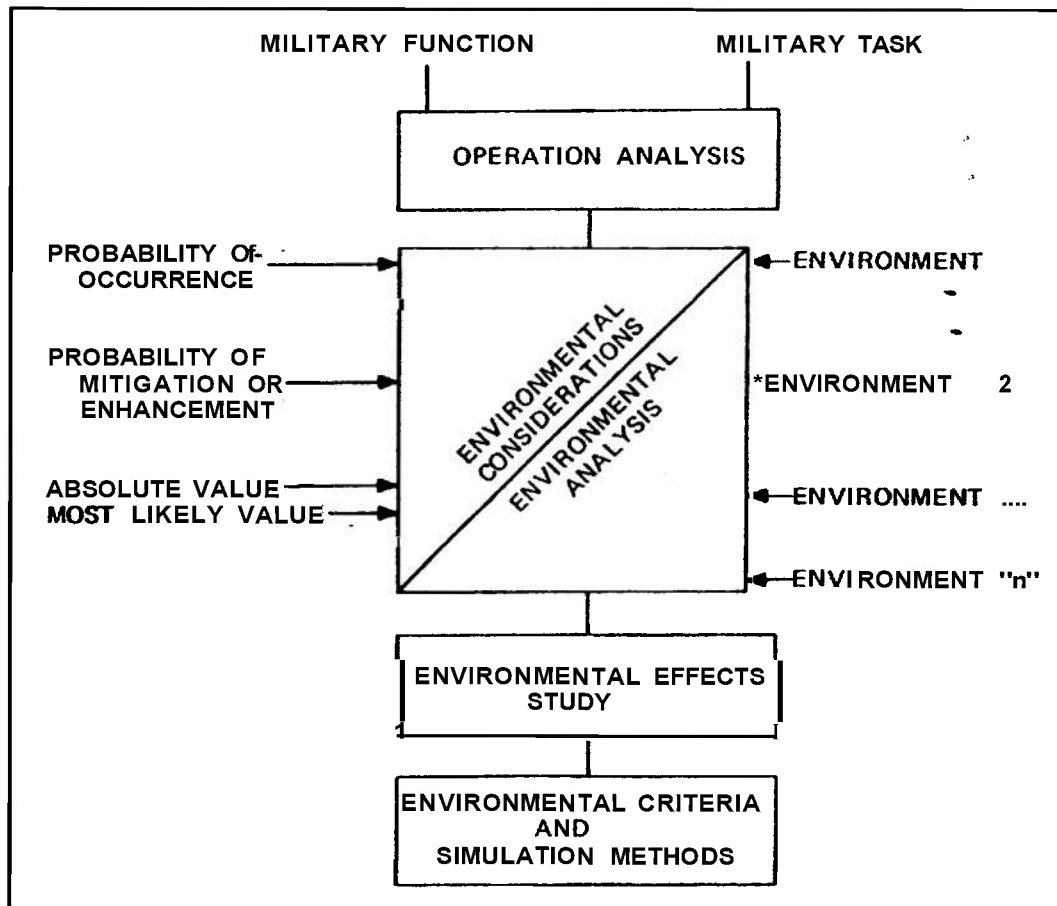 MILITARY FUNCTION
MILITARY TASK
OPERATION ANALYSIS
PROBABILITY Of-
OCCURRENCE
PROBABILITY OF
MITIGATION OR
ENHANCEMENT
ABSOLUTE VALUE
MOST LIKELY VALUE
ENVIRONMENTAL
CONSIDERATIONS
ENVIRONMENTAL
ANALYSIS
ENVIRONMENT
*ENVIRONMENT 2
ENVIRONMENT ....
ENVIRONMENT "n"
ENVIRONMENTAL EFFECTS
STUDY
ENVIRONMENTAL CRITERIA
AND
SIMULATION METHODS